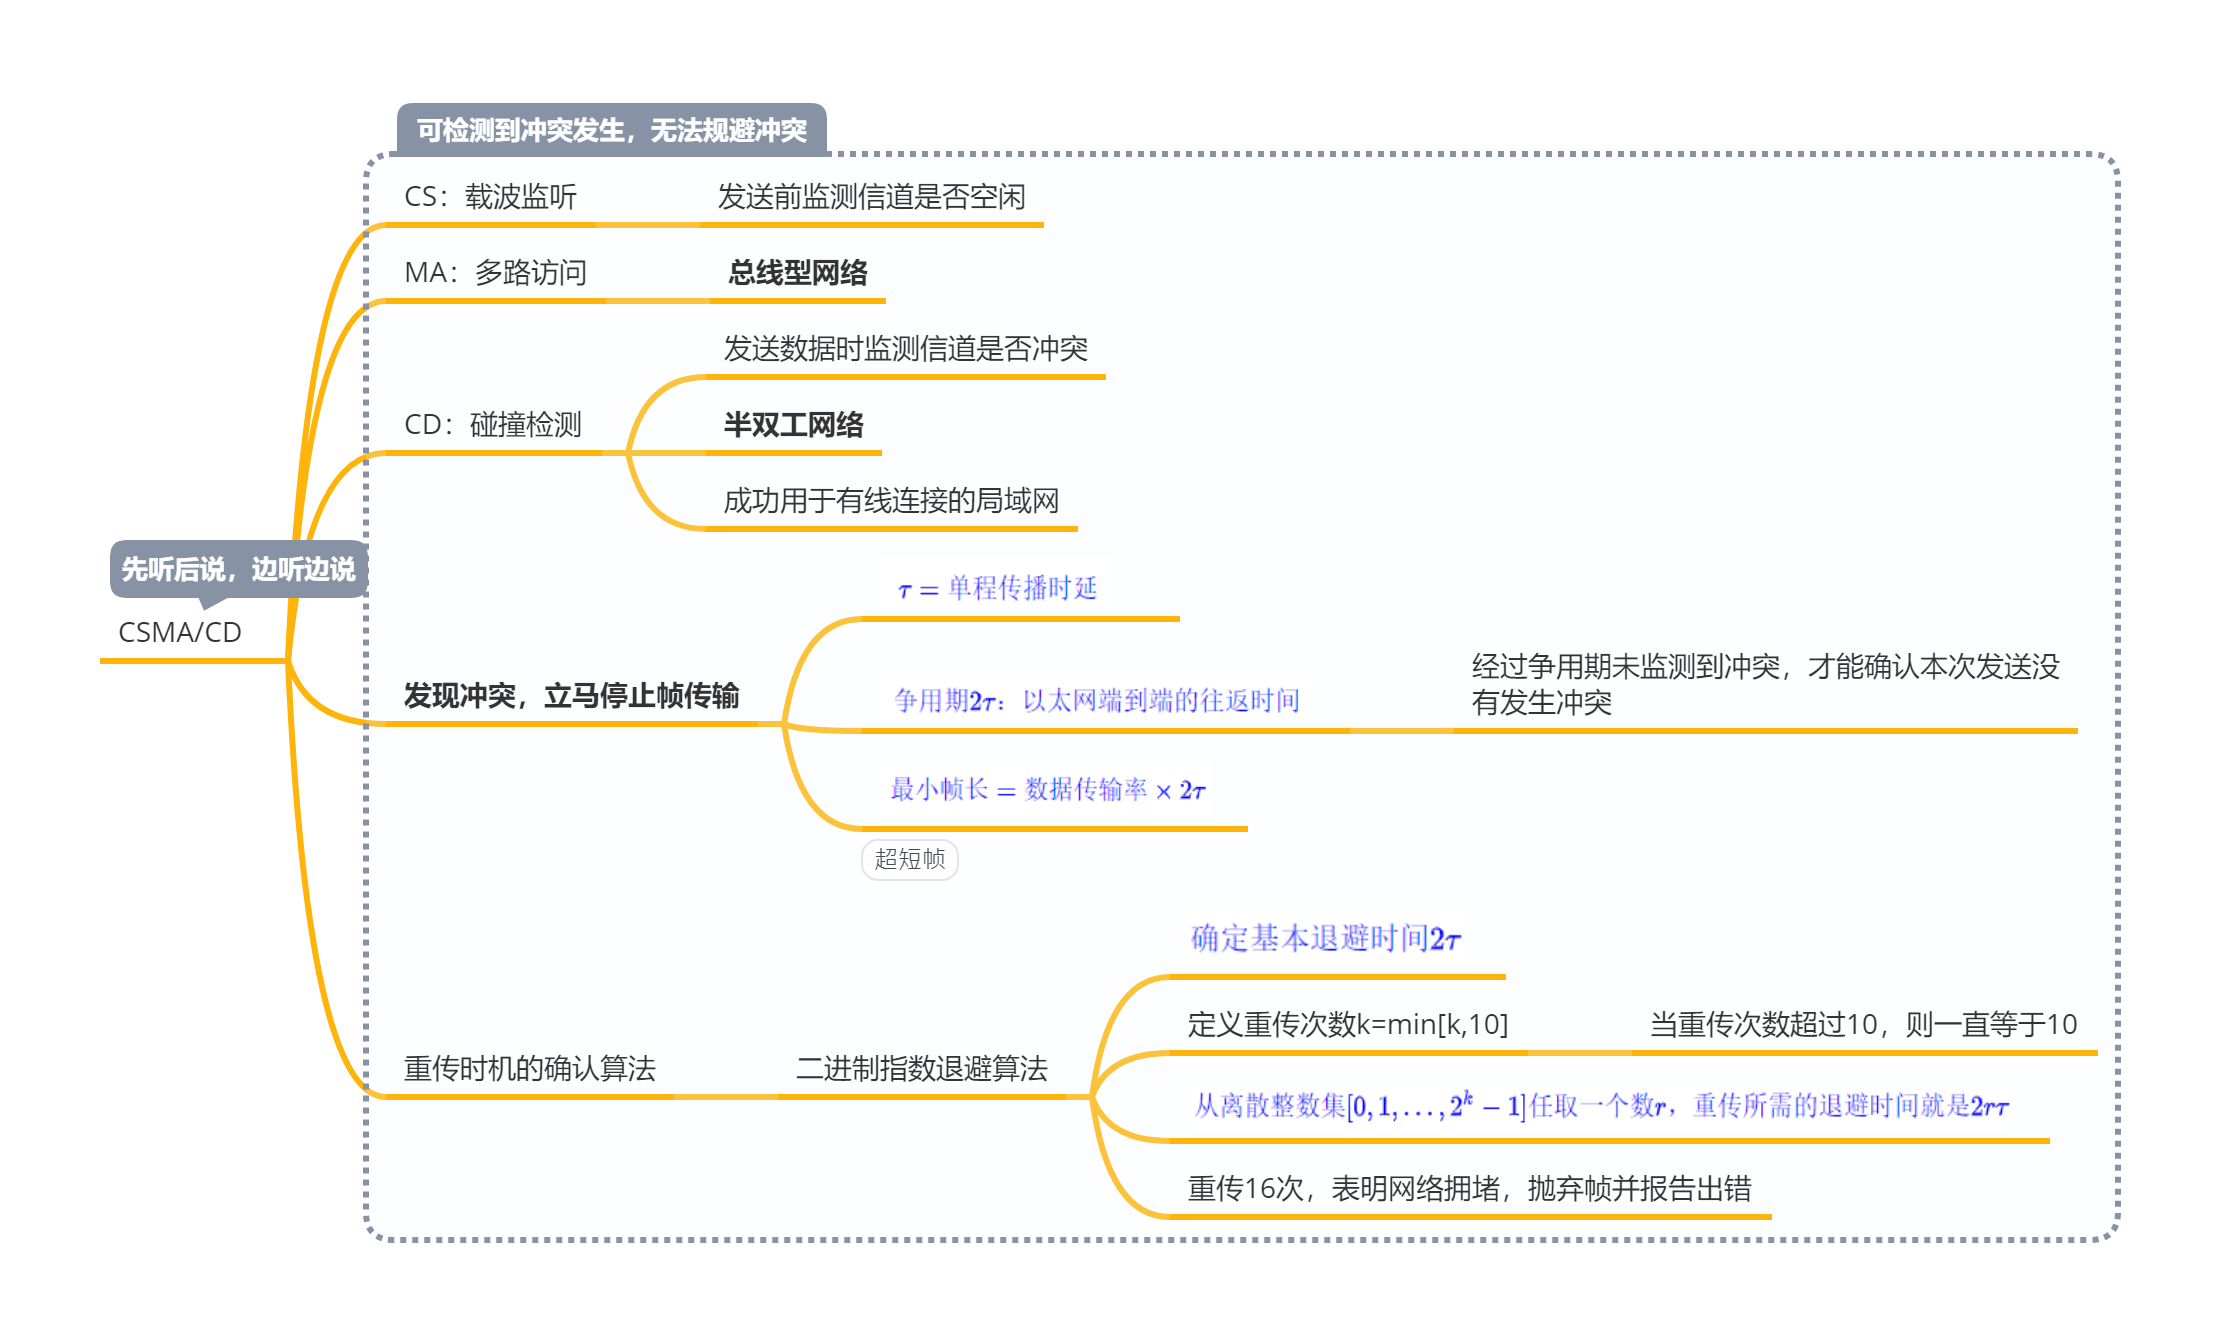 可检测到冲突发生，无法规避冲突
CS：载波监听
发送前监测信道是否空闲
MA：多路访问
总线型网络
发送数据时监测信道是否冲突
CD：碰撞检测
半双工网络
成功用于有线连接的局域网
先听后说，边听边说
CSMA/CD
τ = 单程传播时延
发现冲突，立马停止帧传输
争用期2τ：以太网端到端的往返时间
经过争用期未监测到冲突，才能确认本次发送没
有发生冲突
最小帧长 = 数据传输率 × 2τ
超短帧
确定基本退避时间2τ
定义重传次数k=min[k,10]
当重传次数超过10，则一直等于10
重传时机的确认算法
二进制指数退避算法
从离散整数集[0, 1, . . . , 2^k − 1]任取一个数r，重传所需的退避时间就是2rτ
重传16次，表明网络拥堵，抛弃帧并报告出错